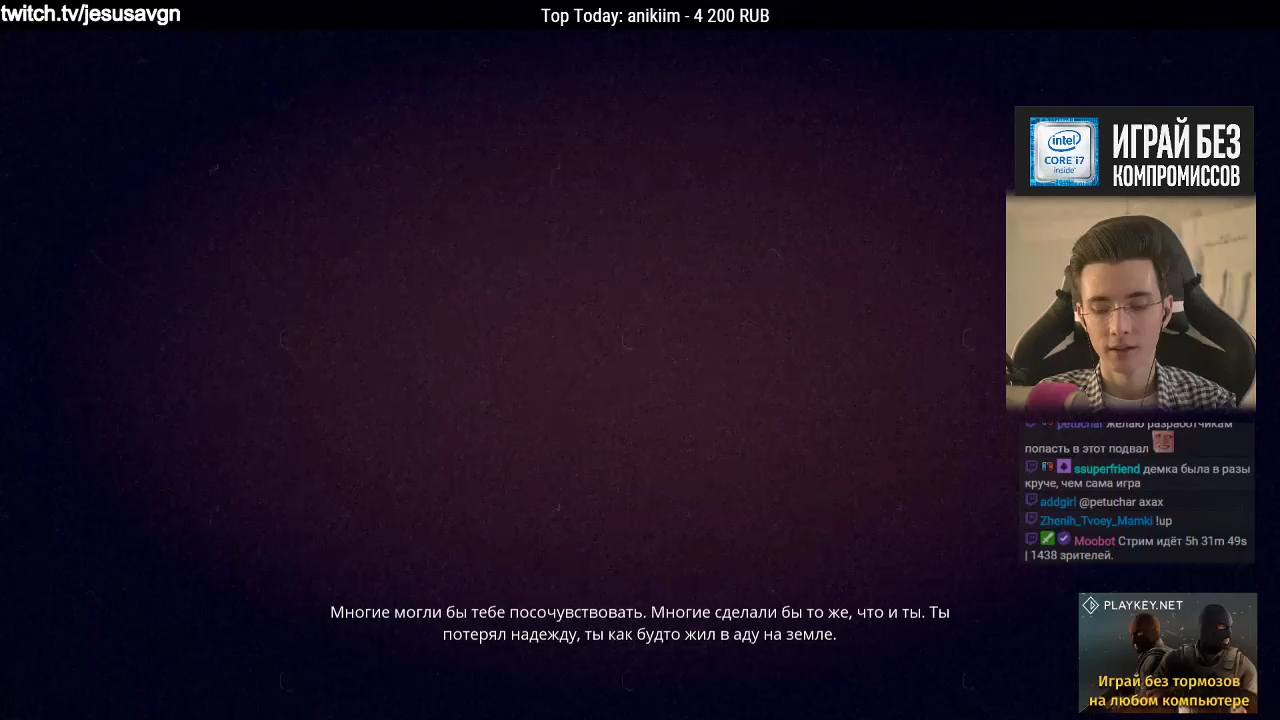 twitch.tv/jesusavgn
Top Today: anikiim - 4 200 RUB
intel
CORE i7
inside
ИГРАЙ БЕЗ
КОМПРОМИССОВ
petuchar желаю разработчикам
попасть в этот подвал
ssuperfriend демка была в разы
круче, чем сама игра
addgirl @petuchar ахах
Zhenih_Tvoey_Mamki !up
Moobot Стрим идёт 5h 31m 49s
| 1438 зрителей.
Многие могли бы тебе посочувствовать. Многие сделали бы то же, что и ты. Ты
потерял надежду, ты как будто жил в аду на земле.
PLAYKEY.NET
Играй без тормозов
на любом компьютере